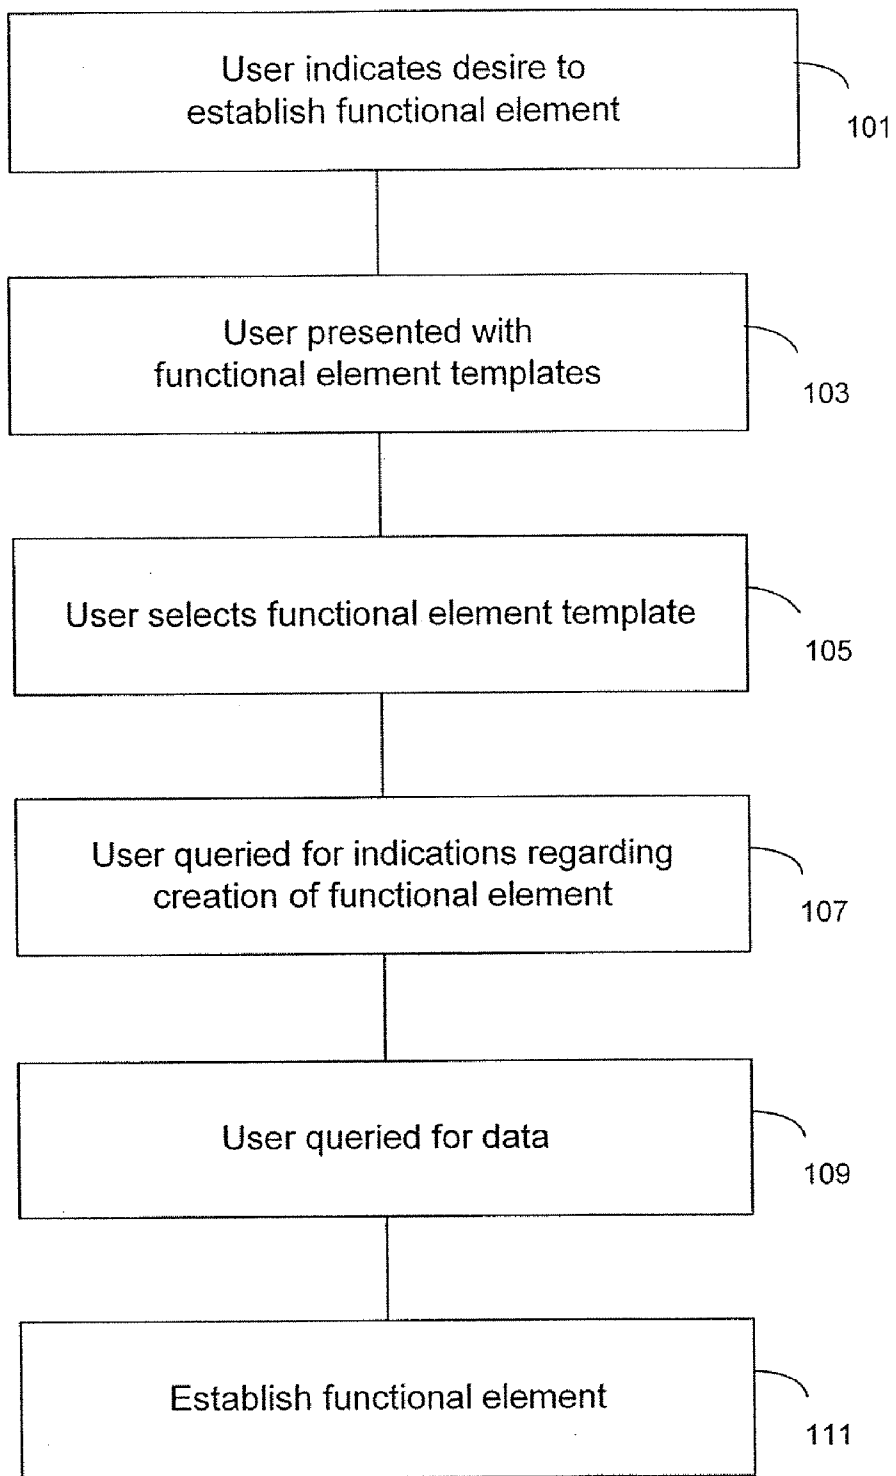 User indicates desire to
establish functional element
101
User presented with
functional element templates
103
User selects functional element template
105
User queried for indications regarding
creation of functional element
107
User queried for data
109
Establish functional element
111